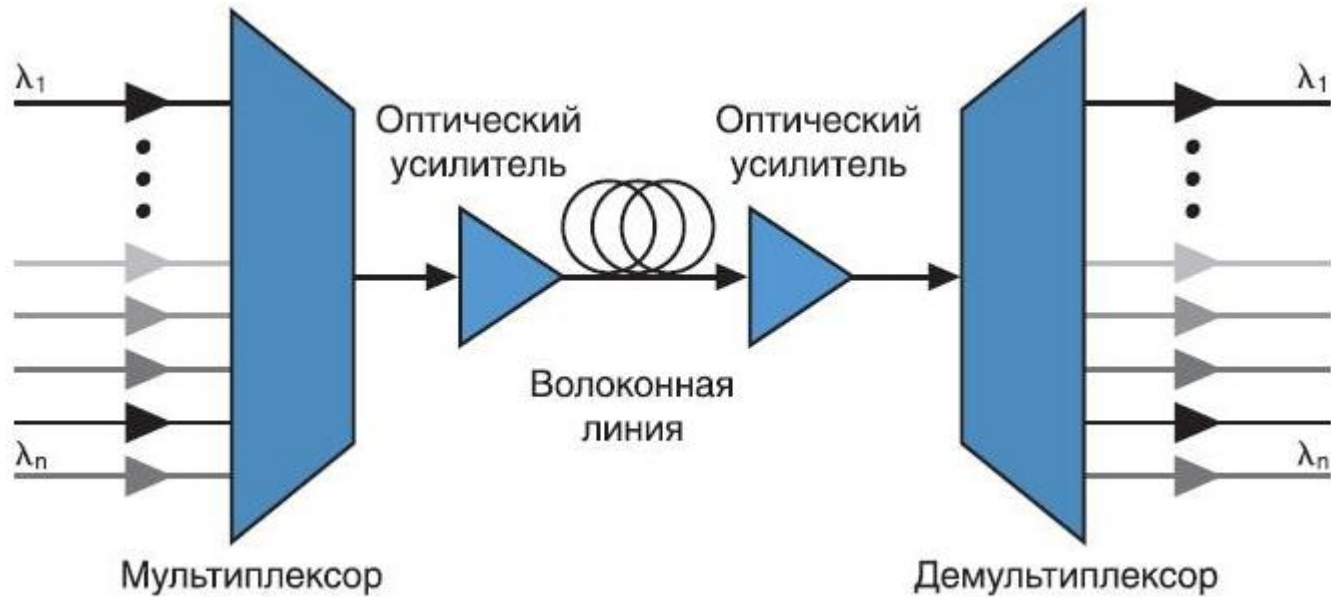 λ1
λ1
Оптический
усилитель
Оптический
усилитель
Волоконная
линия
λn
λn
Мультиплексор
Демультиплексор